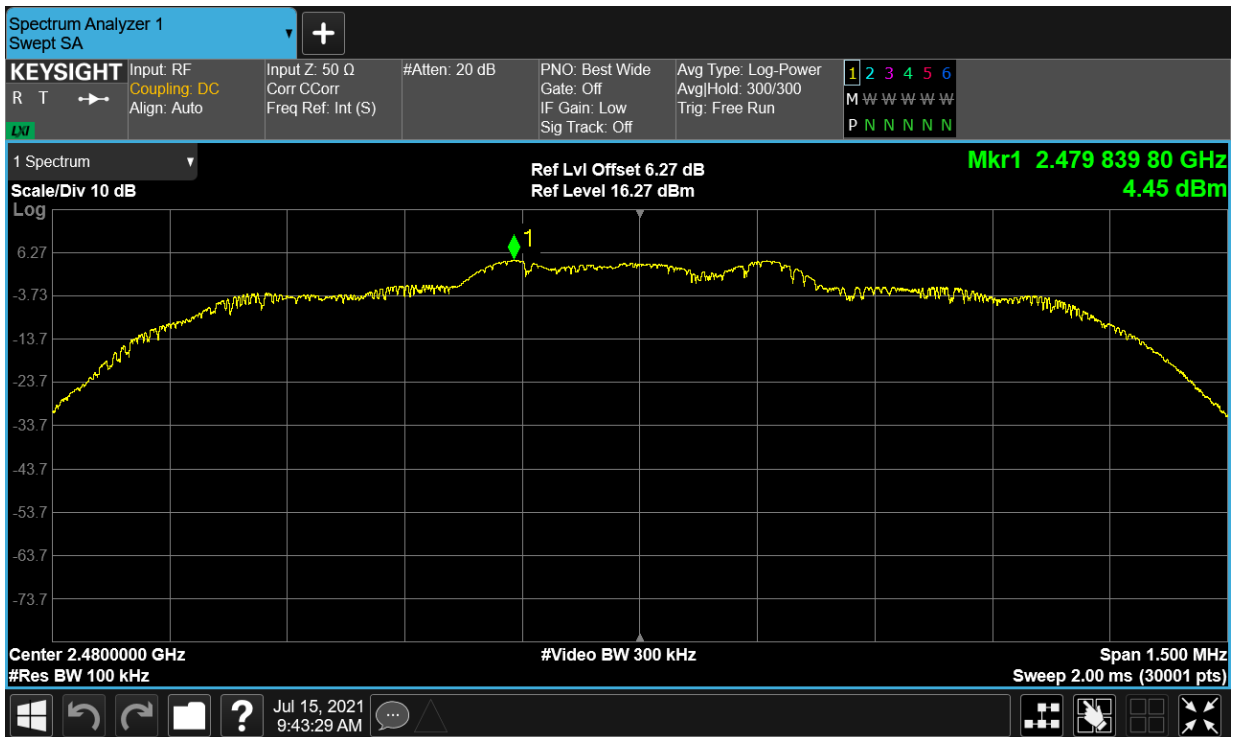 Spectrum Analyzer 1
Swept SA
+
KEYSIGHT
R T
LXI
Input: RF
Coupling: DC
Align: Auto
Input Z: 50 Ω
Corr CCorr
Freq Ref: Int (S)
#Atten: 20 dB
PNO: Best Wide
Gate: Off
IF Gain: Low
Sig Track: Off
Avg Type: Log-Power
Avg|Hold: 300/300
Trig: Free Run
1 2 3 4 5 6
M W W W W W
P N N N N N
1 Spectrum
Scale/Div 10 dB
Log
Ref Lvl Offset 6.27 dB
Ref Level 16.27 dBm
Mkr1 2.479 839 80 GHz
4.45 dBm
1
6.27
-3.73
-13.7
-23.7
-33.7
-43.7
-53.7
-63.7
-73.7
Center 2.4800000 GHz
#Res BW 100 kHz
#Video BW 300 kHz
Span 1.500 MHz
Sweep 2.00 ms (30001 pts)
?
Jul 15, 2021
9:43:29 AM